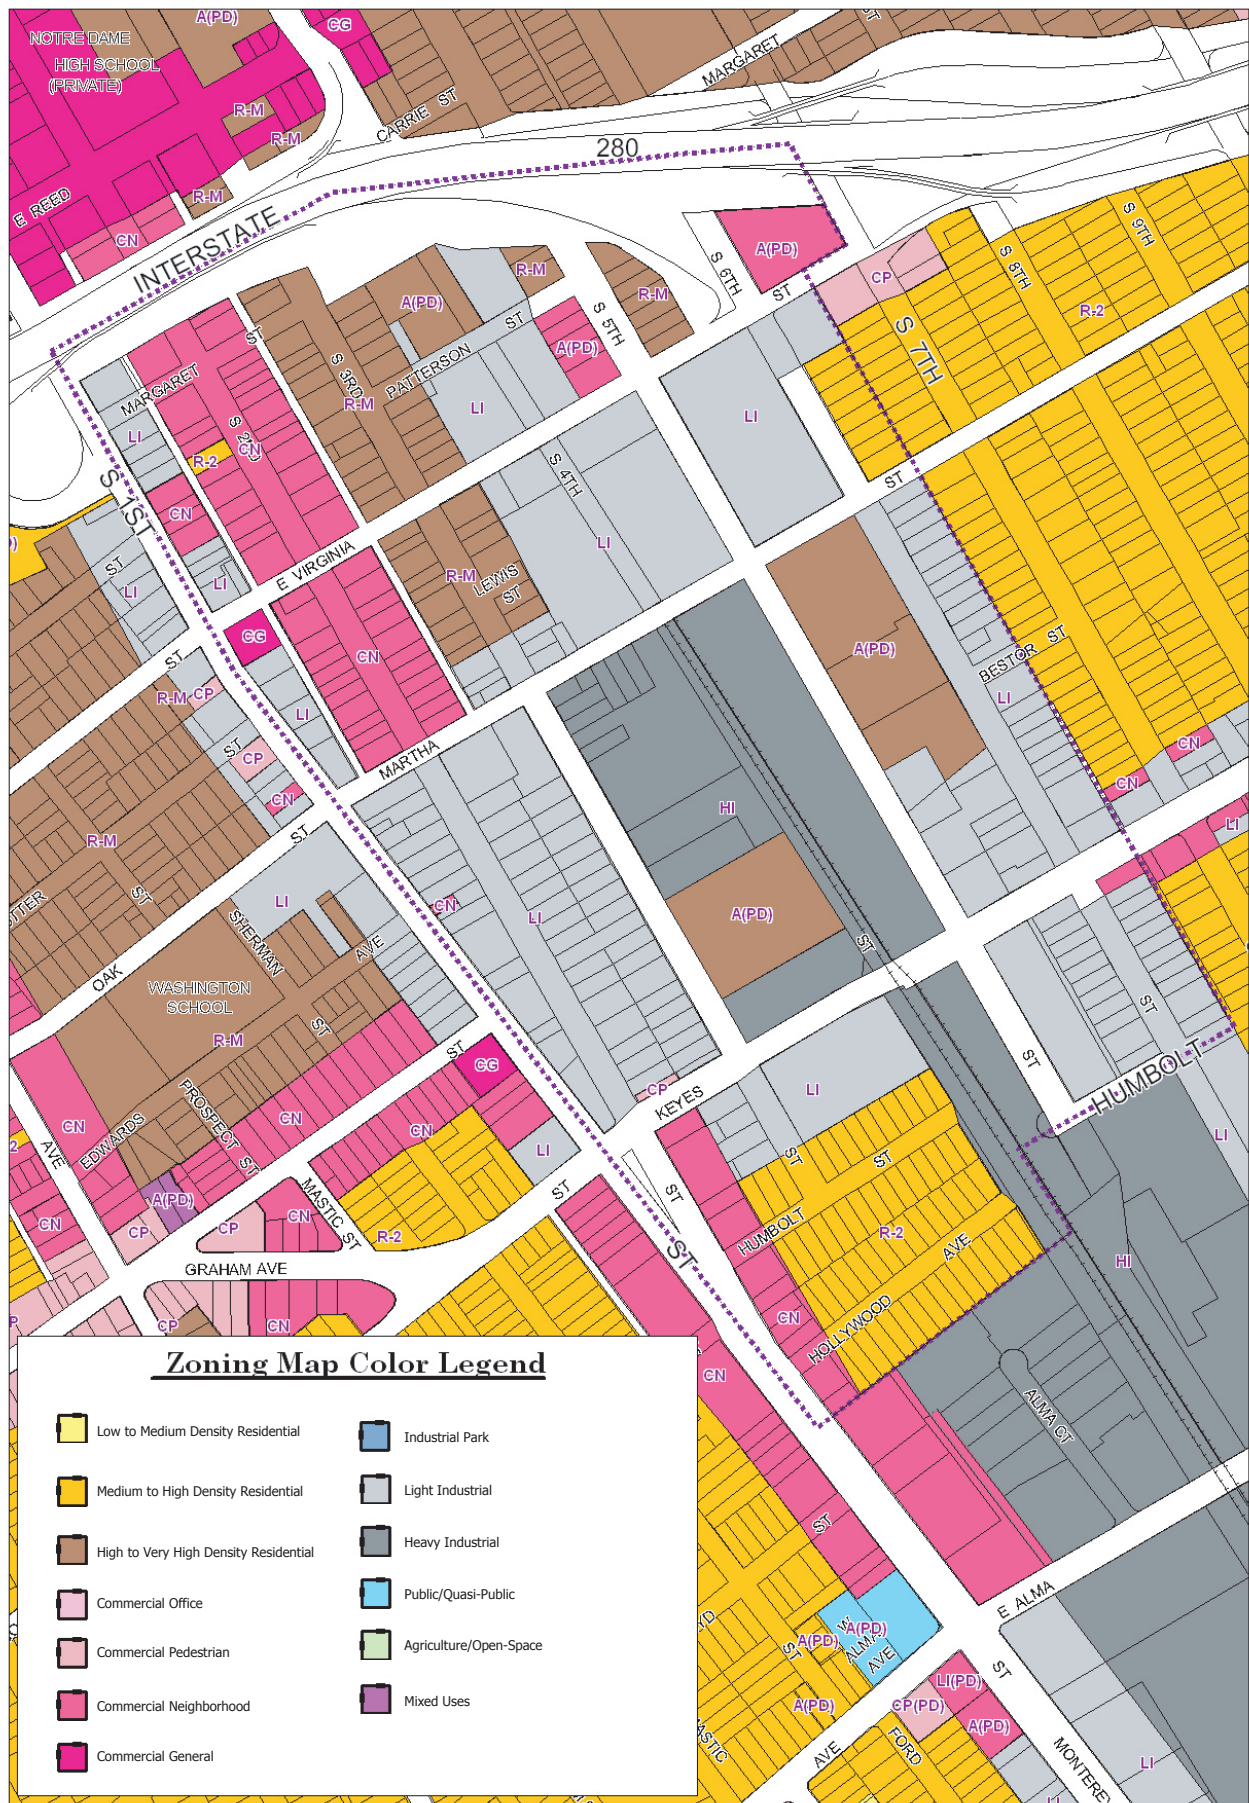 A(PD)
CG
NOTRE DAME
HIGH SCHOOL
(PRIVATE)
MARGARET
ST
R-M
CARRIE ST
R-M
280
R-M
E REED
CN
INTERSTATE
A(PD)
S 6TH
ST
CP
S 9TH
S 8TH
R-2
R-M
A(PD)
R-M
S 5TH
ST
S 7TH
ST
S 3RD
PATTERSON
A(PD)
MARGARET
R-M
LI
LI
LI
CN
R-2
S 1ST
CN
S 4TH
ST
LI
E VIRGINIA
LI
ST
LI
R-M
LEWIS
ST
CG
CN
A(PD)
BESTOR ST
LI
ST
R-M
CP
LI
ST
CP
MARTHA
CN
CN
CN
HI
LI
ST
R-M
ST
LI
CN
LI
A(PD)
ST
SHERMAN
AVE
OAK
WASHINGTON
SCHOOL
R-M
ST
ST
CG
ST
ST
HUMBOLT
CP
KEYES
LI
LI
CN
AVE
EDWARDS
PROSPECT ST
CN
CN
LI
ST
ST
A(PD)
CN
CP
CP
CN
MASTIC ST
R-2
ST
ST
HUMBOLT
R-2
AVE
HI
ST
GRAHAM AVE
CP
CN
CN
HOLLYWOOD
CN
ALMA CT
ST
E ALMA
W
ALMA
AVE
A(PD)
A(PD)
ST
A(PD)
CP(PD)
LI(PD)
A(PD)
ST
AVE
FORD
MONTEREY
LI
Zoning Map Color Legend
Low to Medium Density Residential
Medium to High Density Residential
High to Very High Density Residential
Commercial Office
Commercial Pedestrian
Commercial Neighborhood
Commercial General
Industrial Park
Light Industrial
Heavy Industrial
Public/Quasi-Public
Agriculture/Open-Space
Mixed Uses